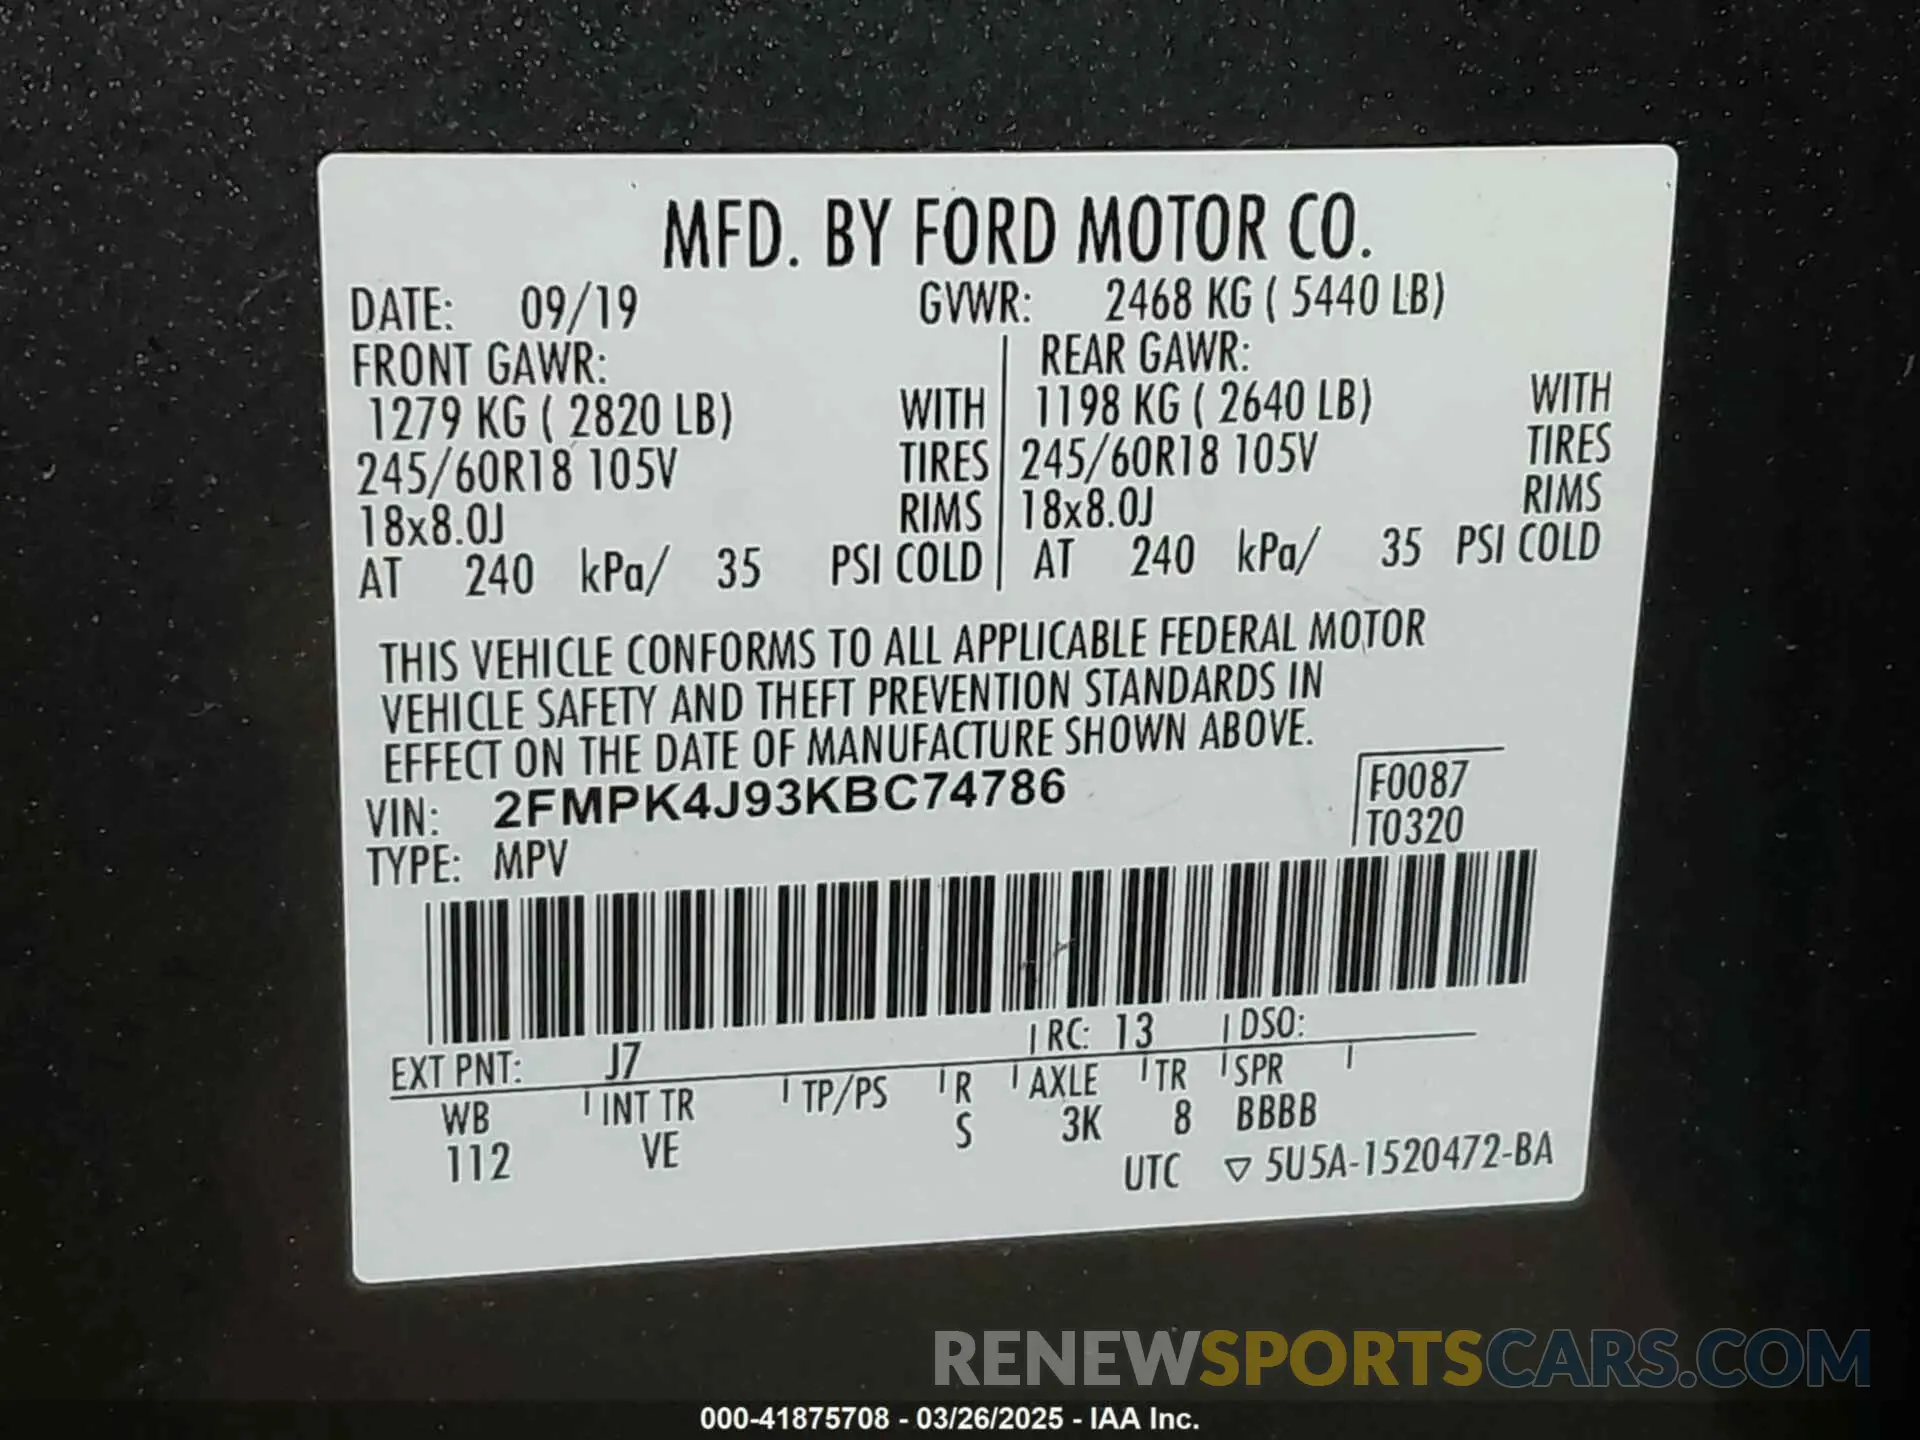 MFD. BY FORD MOTOR CO.
DATE: 09/19 GVWR: 2468 KG ( 5440 LB)
FRONT GAWR: REAR GAWR:
1279 KG ( 2820 LB) WITH 1198 KG ( 2640 LB) WITH
245/60R18 105V TIRES 245/60R18 105V TIRES
18x8.0J RIMS 18x8.0J RIMS
AT 240 kPa/ 35 PSI COLD AT 240 kPa/ 35 PSI COLD
THIS VEHICLE CONFORMS TO ALL APPLICABLE FEDERAL MOTOR
VEHICLE SAFETY AND THEFT PREVENTION STANDARDS IN
EFFECT ON THE DATE OF MANUFACTURE SHOWN ABOVE.
VIN: 2FMPK4J93KBC74786 F0087
TYPE: MPV T0320
EXT PNT: J7 RC: 13 DSO:
WB INT TR TP/PS R AXLE TR SPR
112 VE S 3K 8 BBBB
UTC ▽ 5U5A-1520472-BA
RENEWSPORTSCARS.COM
000-41875708 - 03/26/2025 - IAA Inc.